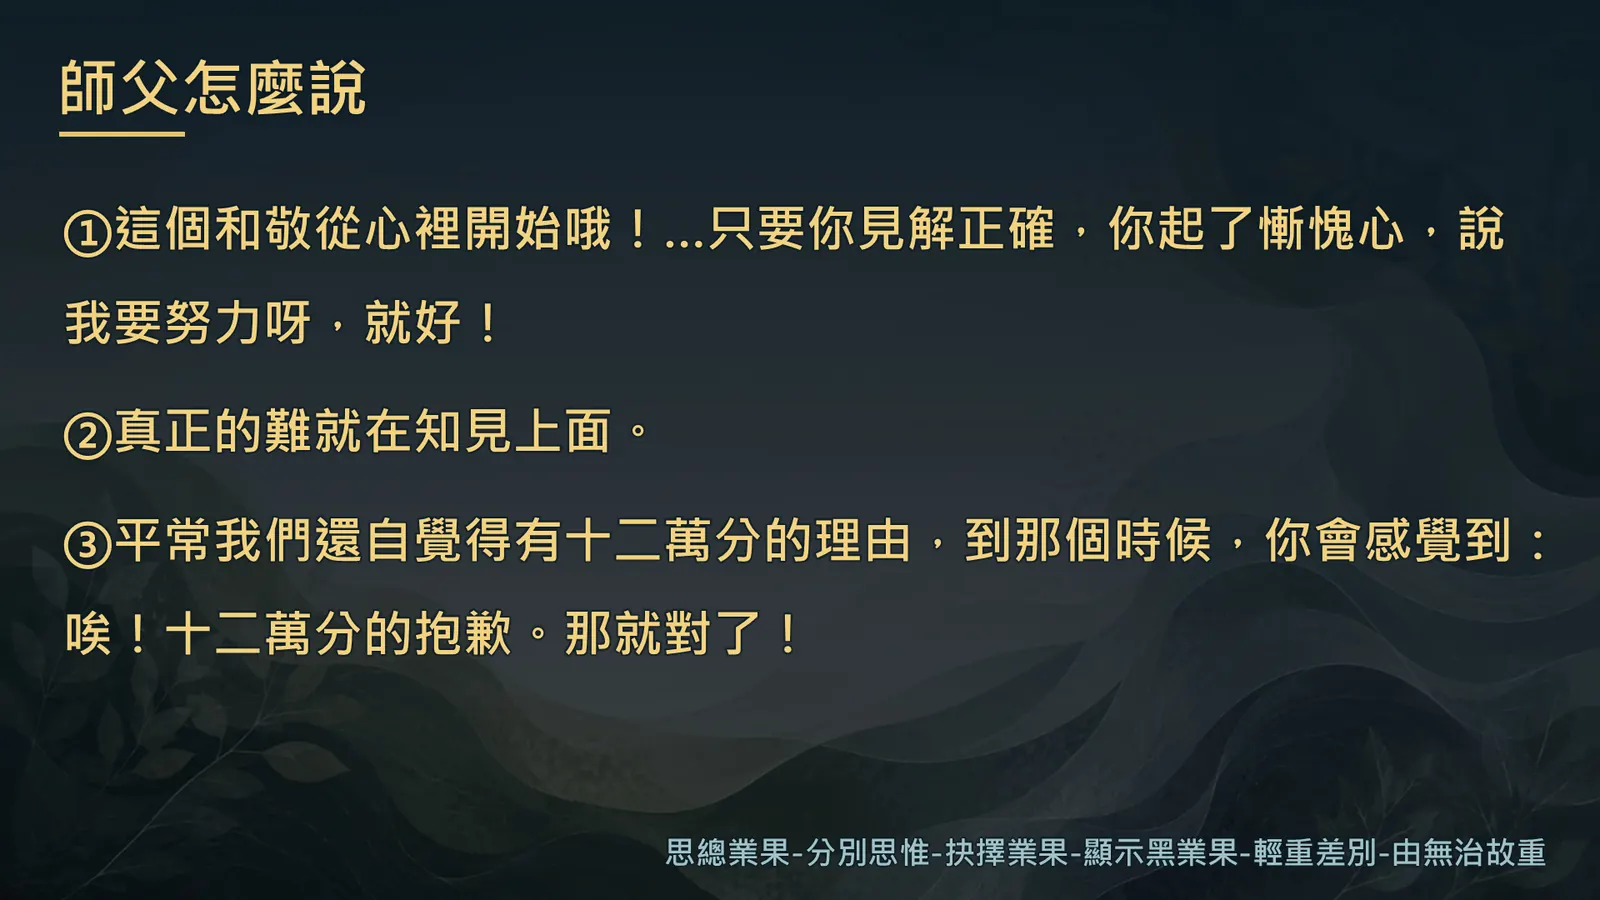 師父怎麼說
①這個和敬從心裡開始哦！...只要你見解正確，你起了慚愧心，說
我要努力呀，就好！
②真正的難就在知見上面。
③平常我們還自覺得有十二萬分的理由，到那個時候，你會感覺到：
唉！十二萬分的抱歉。那就對了！
思總業果-分別思惟-抉擇業果-顯示黑業果-輕重差別-由無治故重